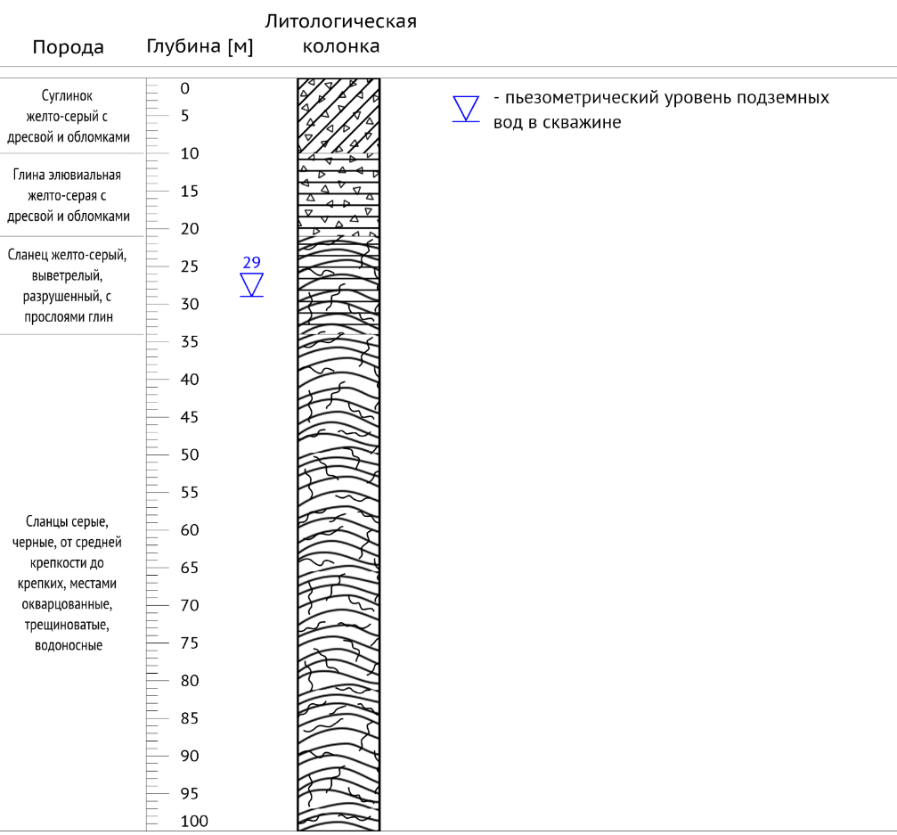 Порода
Глубина [м]
Литологическая
колонка
Суглинок
желто-серый с
дресвой и обломками
Глина элювиальная
желто-серая с
дресвой и обломками
Сланец желто-серый,
выветрелый,
разрушенный, с
прослоями глин
Сланцы серые,
черные, от средней
крепкости до
крепких, местами
окварцованные,
трещиноватые,
водоносные
0
5
10
15
20
25
30
35
40
45
50
55
60
65
70
75
80
85
90
95
100
29
- пьезометрический уровень подземных
вод в скважине